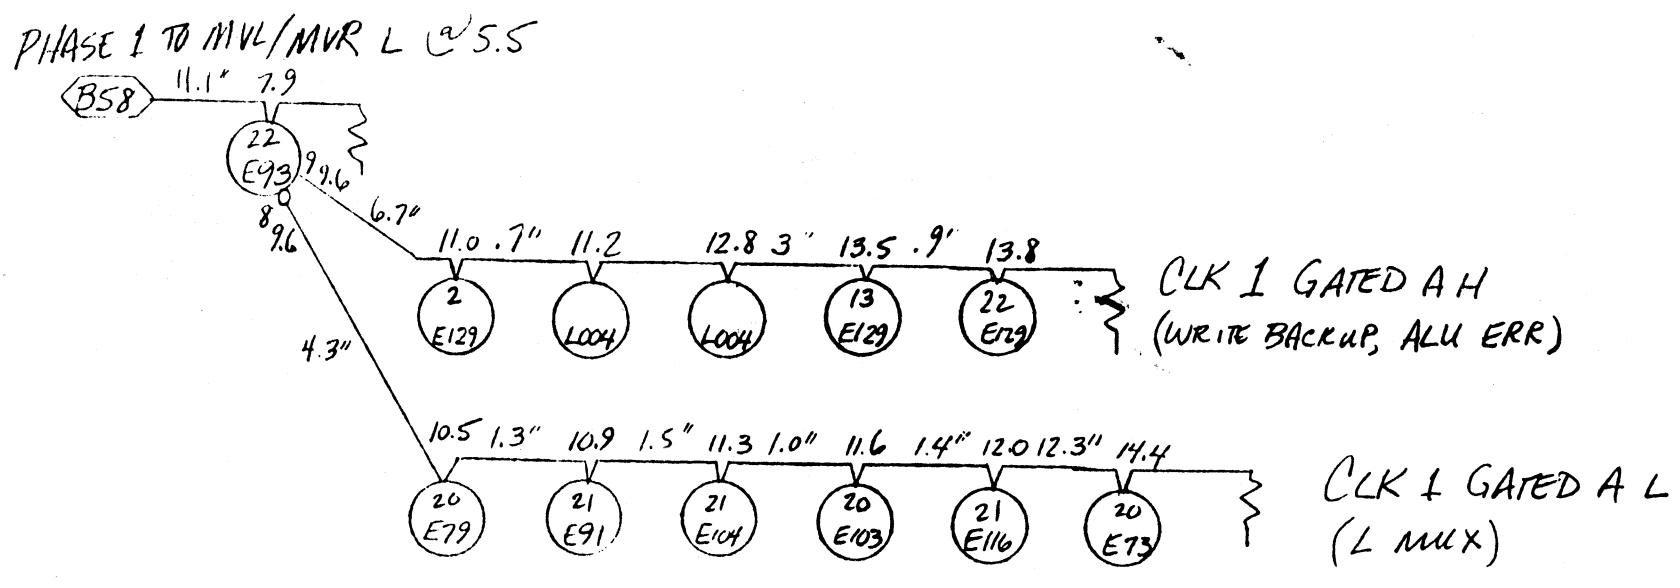 PHASE 1 TO MVL/MVR L @ 5.5
B58 11.1" 7.9
22
E93 9 9.6
8 9.6
6.7"
11.0 .7" 11.2 12.8 3" 13.5 .9' 13.8
2
E129
L004
L004
13
E129
22
E129
CLK 1 GATED A H
(WRITE BACKUP, ALU ERR)
4.3"
10.5 1.3" 10.9 1.5" 11.3 1.0" 11.6 1.4" 12.0 12.3" 14.4
20
E79
21
E91
21
E104
20
E103
21
E116
20
E73
CLK 1 GATED A L
(L MUX)